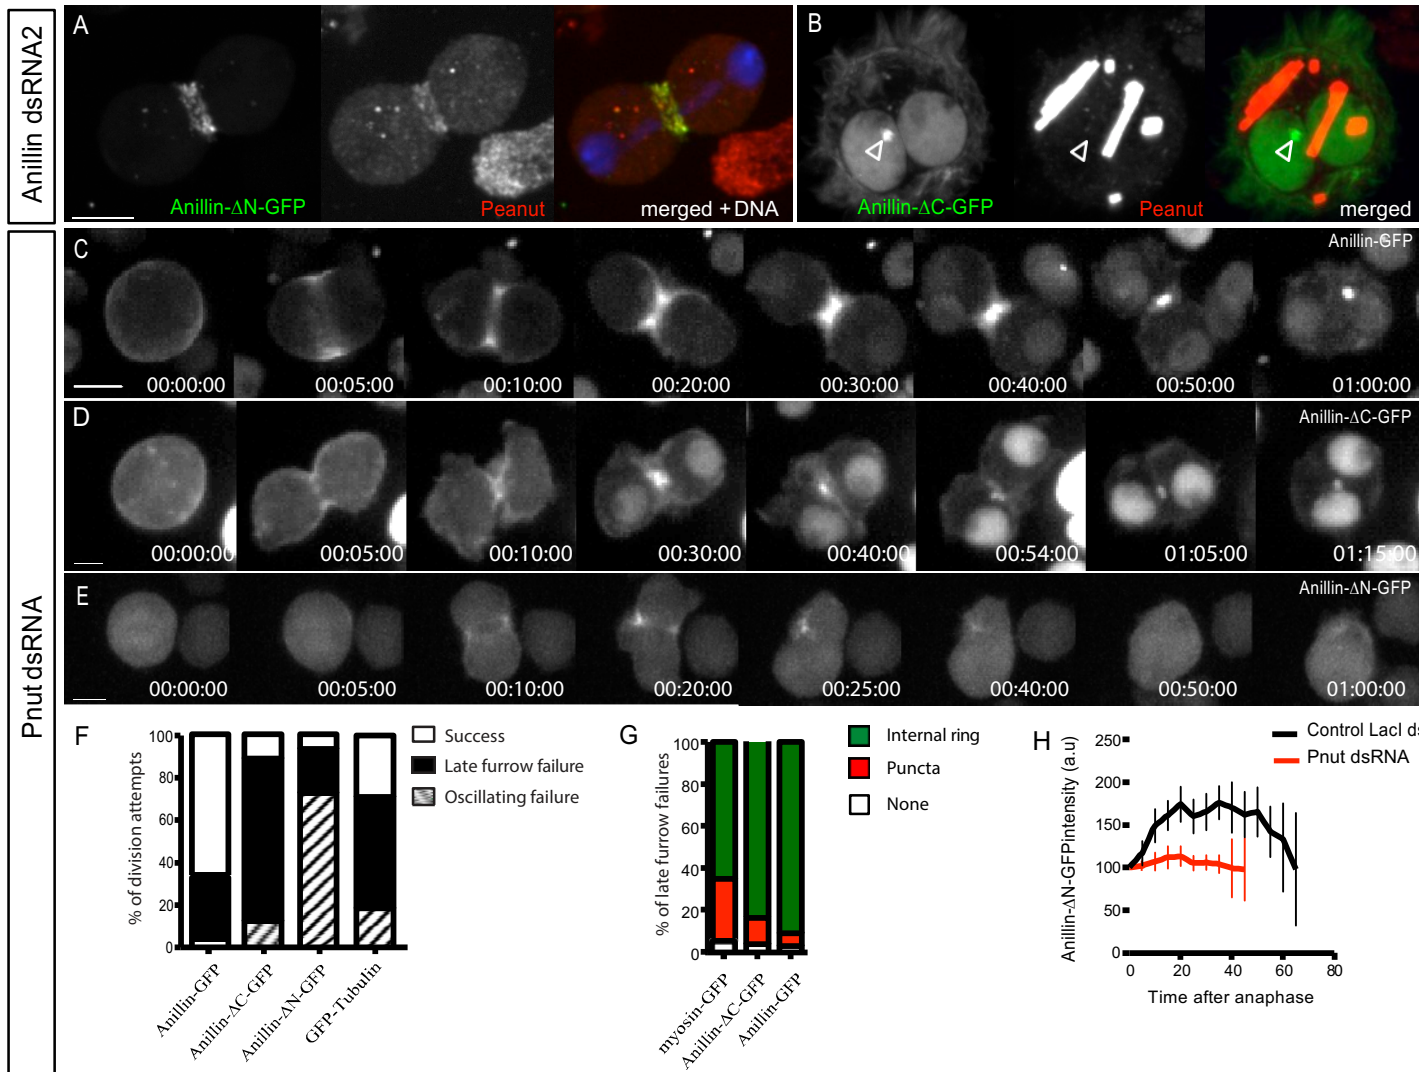 Anillin dsRNA2
A
Anillin-ΔN-GFP
Peanut
merged +DNA
B
Anillin-ΔC-GFP
Peanut
merged
Pnut dsRNA
C
Anillin-GFP
00:00:00
00:05:00
00:10:00
00:20:00
00:30:00
00:40:00
00:50:00
01:00:00
D
Anillin-ΔC-GFP
00:00:00
00:05:00
00:10:00
00:30:00
00:40:00
00:54:00
01:05:00
01:15:00
E
Anillin-ΔN-GFP
00:00:00
00:05:00
00:10:00
00:20:00
00:25:00
00:40:00
00:50:00
01:00:00
F
% of division attempts
100
80
60
40
20
0
Anillin-GFP
Anillin-ΔC-GFP
Anillin-ΔN-GFP
GFP-Tubulin
Success
Late furrow failure
Oscillating failure
G
% of late furrow failures
100
80
60
40
20
0
myosin-GFP
Anillin-ΔC-GFP
Anillin-GFP
Internal ring
Puncta
None
H
Anillin-ΔN-GFPintensity (a.u)
250
200
150
100
50
0
0 20 40 60 80
Time after anaphase
Control LacI ds
Pnut dsRNA